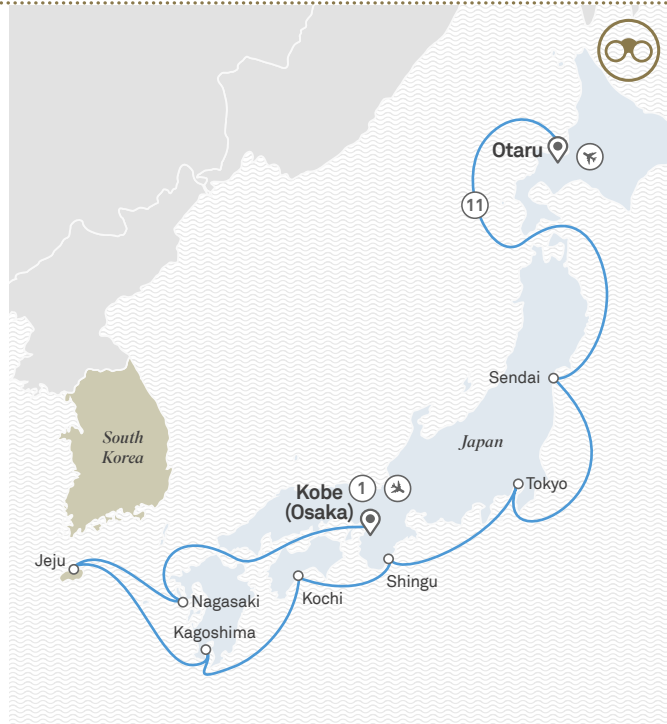 Otaru
11
Sendai
South
Korea
Japan
Kobe 1
(Osaka)
Tokyo
Jeju
Shingu
Nagasaki
Kochi
Kagoshima